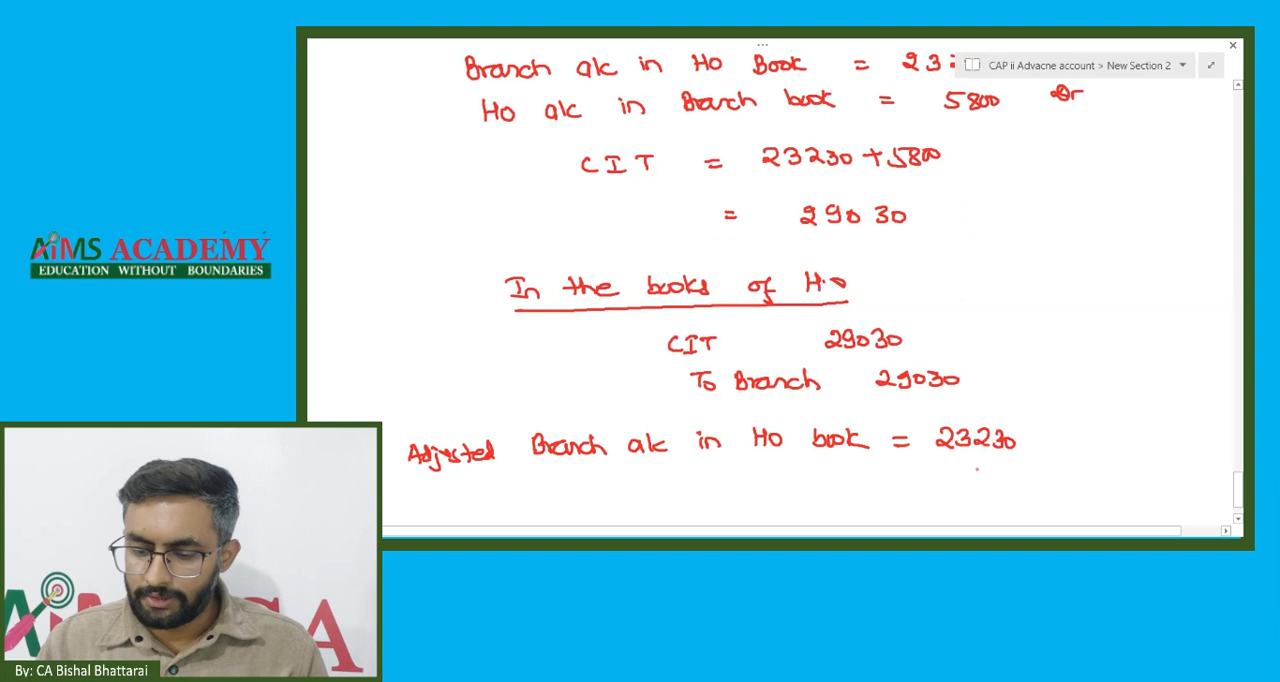 Branch a/c in HO Book = 23
CAP ii Advacne account > New Section 2
HO a/c in Branch book = 5800 Dr
CIT = 23230 + 5800
= 29030
AiMS ACADEMY
EDUCATION WITHOUT BOUNDARIES
In the books of H.O
CIT 29030
To Branch 29030
Adjusted Branch a/c in HO book = 23230
A
By: CA Bishal Bhattarai